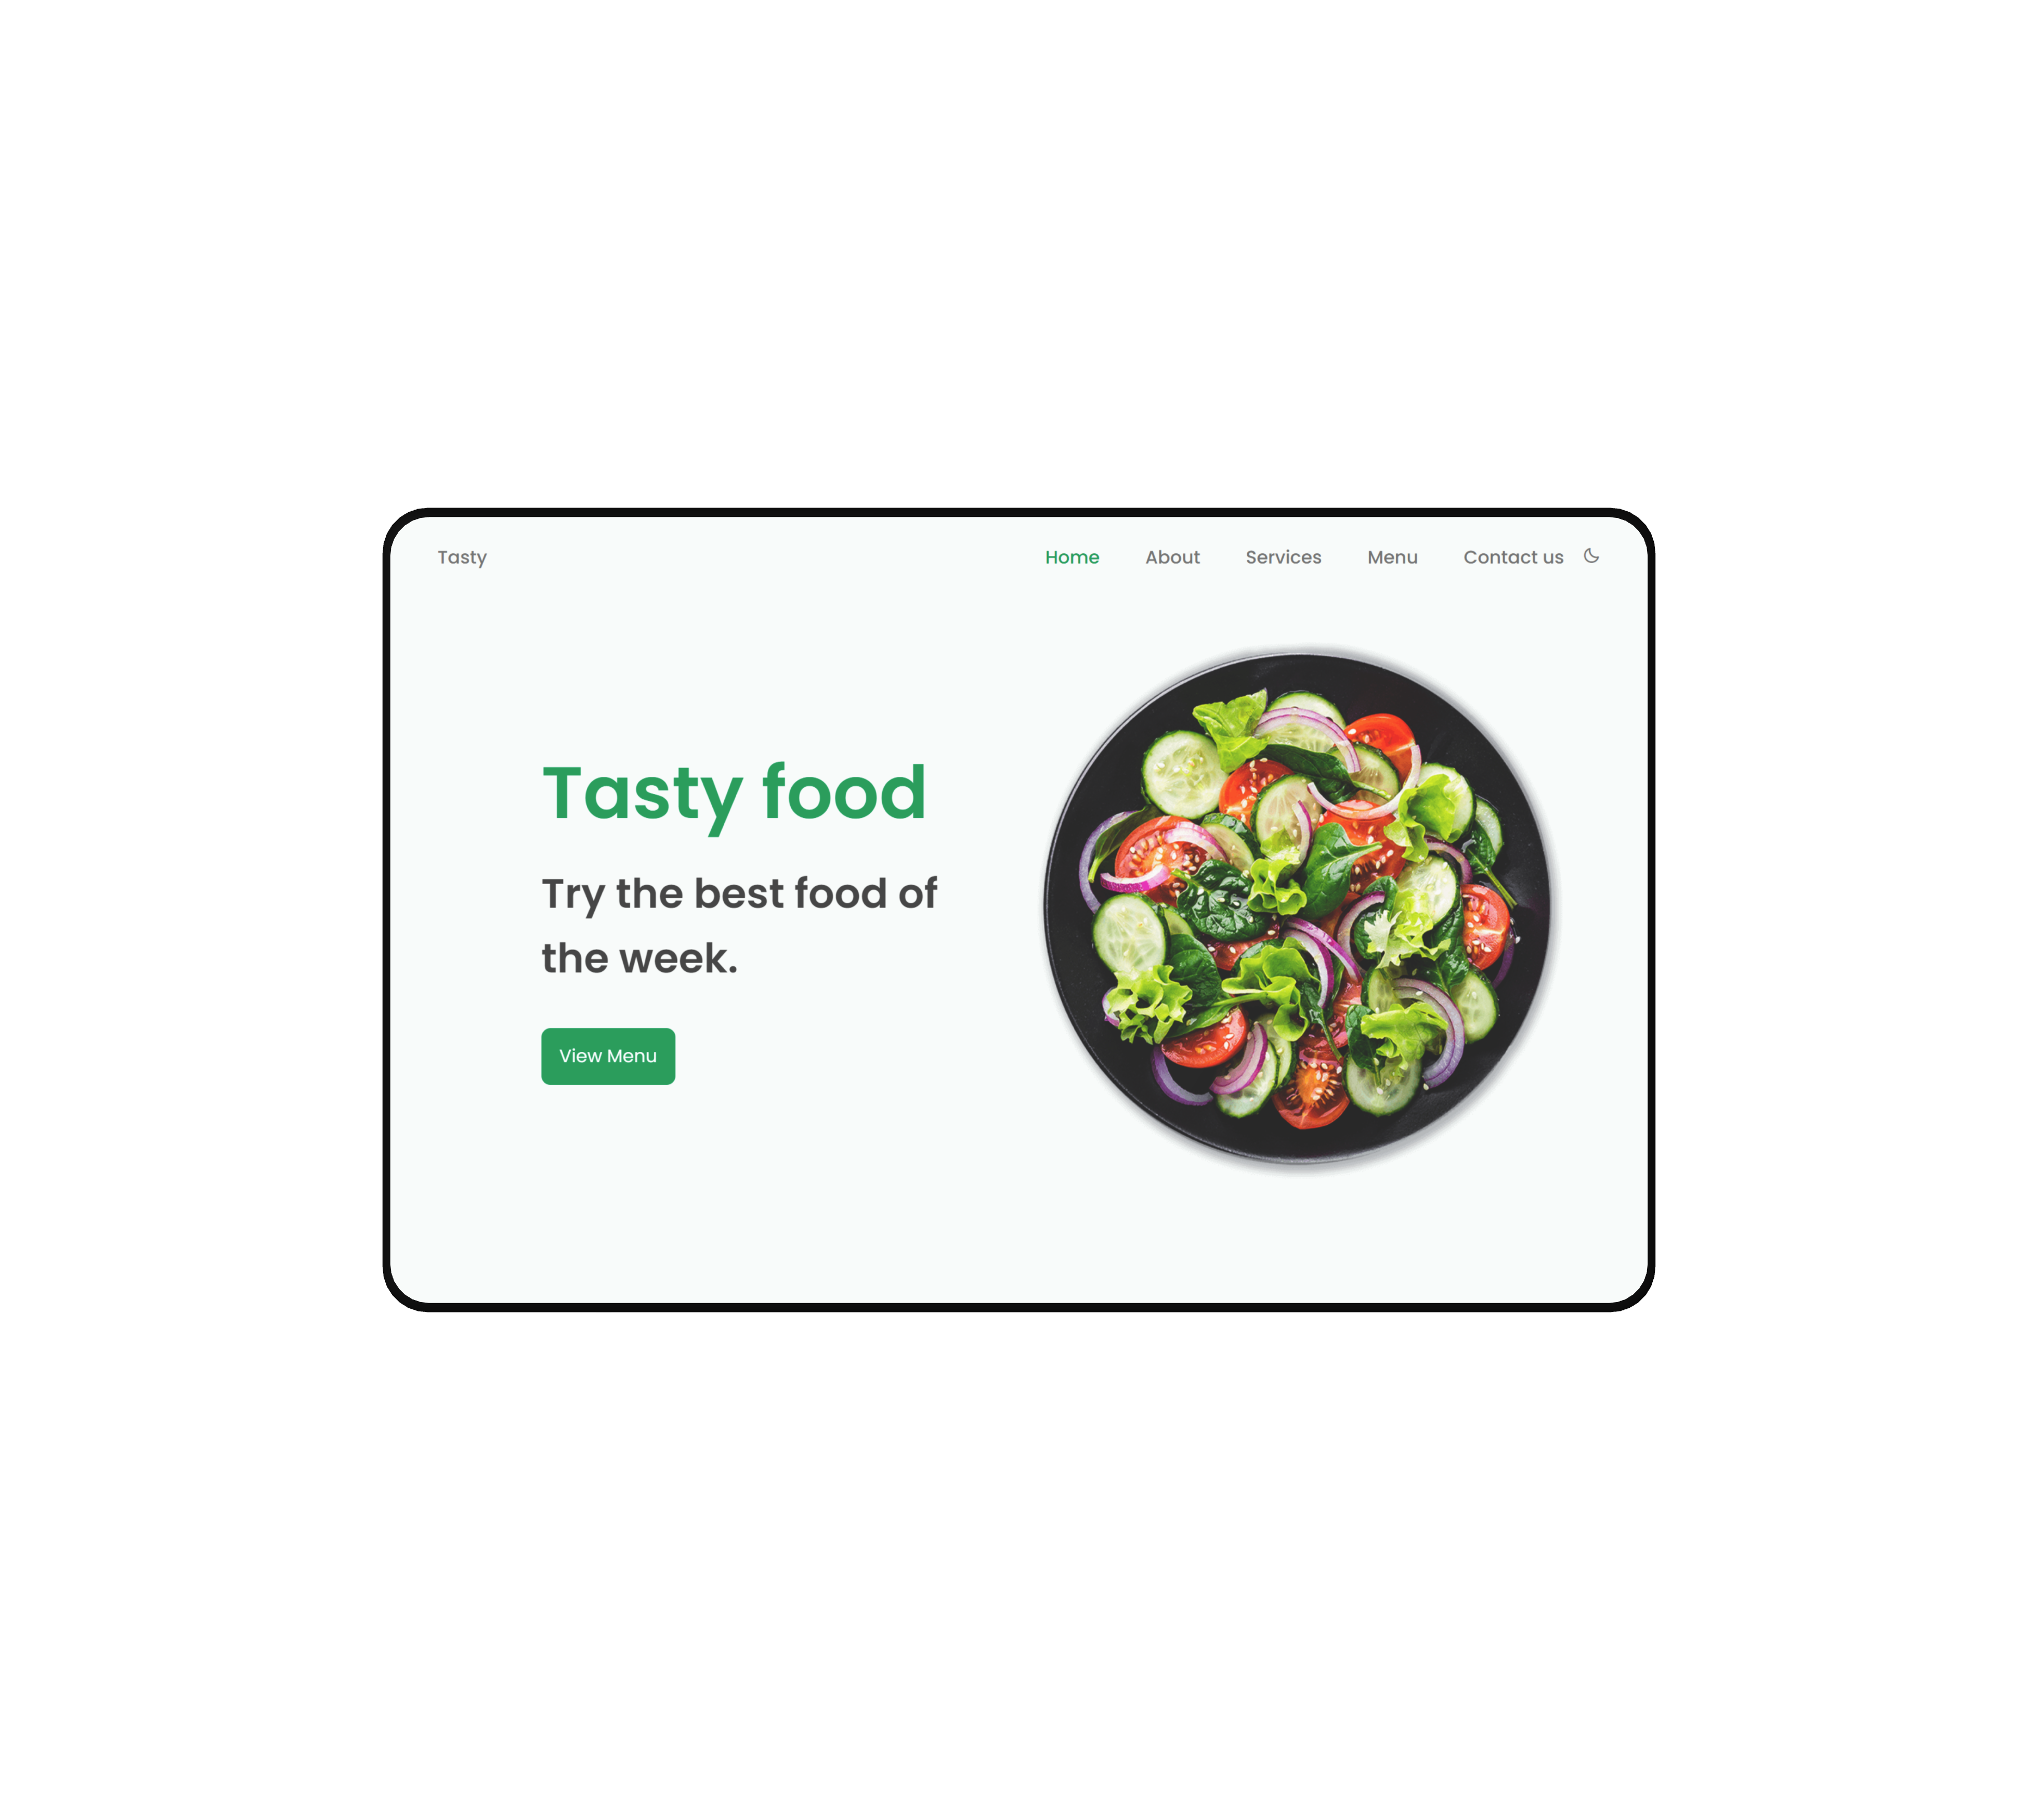 Tasty
Home About Services Menu Contact us
Tasty food
Try the best food of
the week.
View Menu